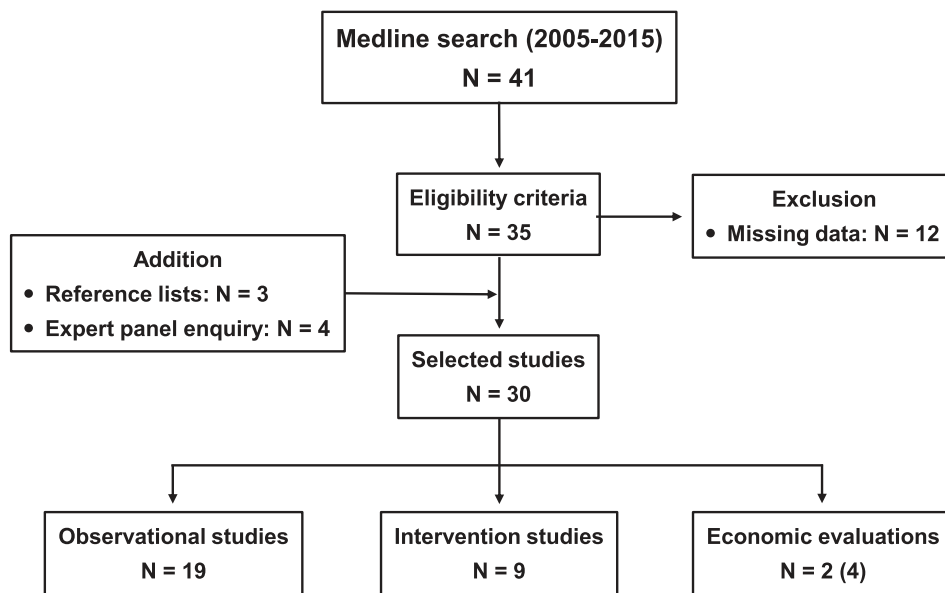 Medline search (2005-2015)
N = 41
Eligibility criteria
N = 35
Exclusion
• Missing data: N = 12
Addition
• Reference lists: N = 3
• Expert panel enquiry: N = 4
Selected studies
N = 30
Observational studies
N = 19
Intervention studies
N = 9
Economic evaluations
N = 2 (4)